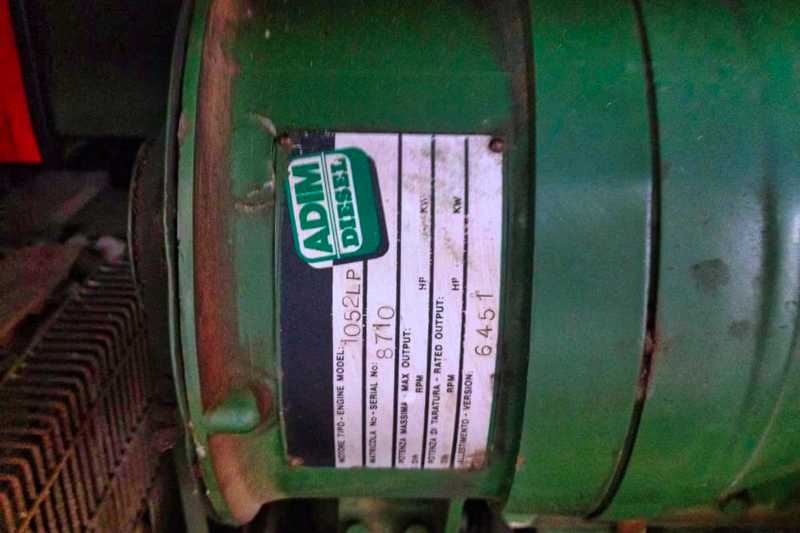 ADIM
DIESEL
MOTORE TIPO - ENGINE MODEL: 1052LP
MATRICOLA No - SERIAL No: 8710
POTENZA MASSIMA - MAX OUTPUT:
RPM HP KW
POTENZA DI TARATURA - RATED OUTPUT:
RPM HP KW
ALLESTIMENTO - VERSION: 6451